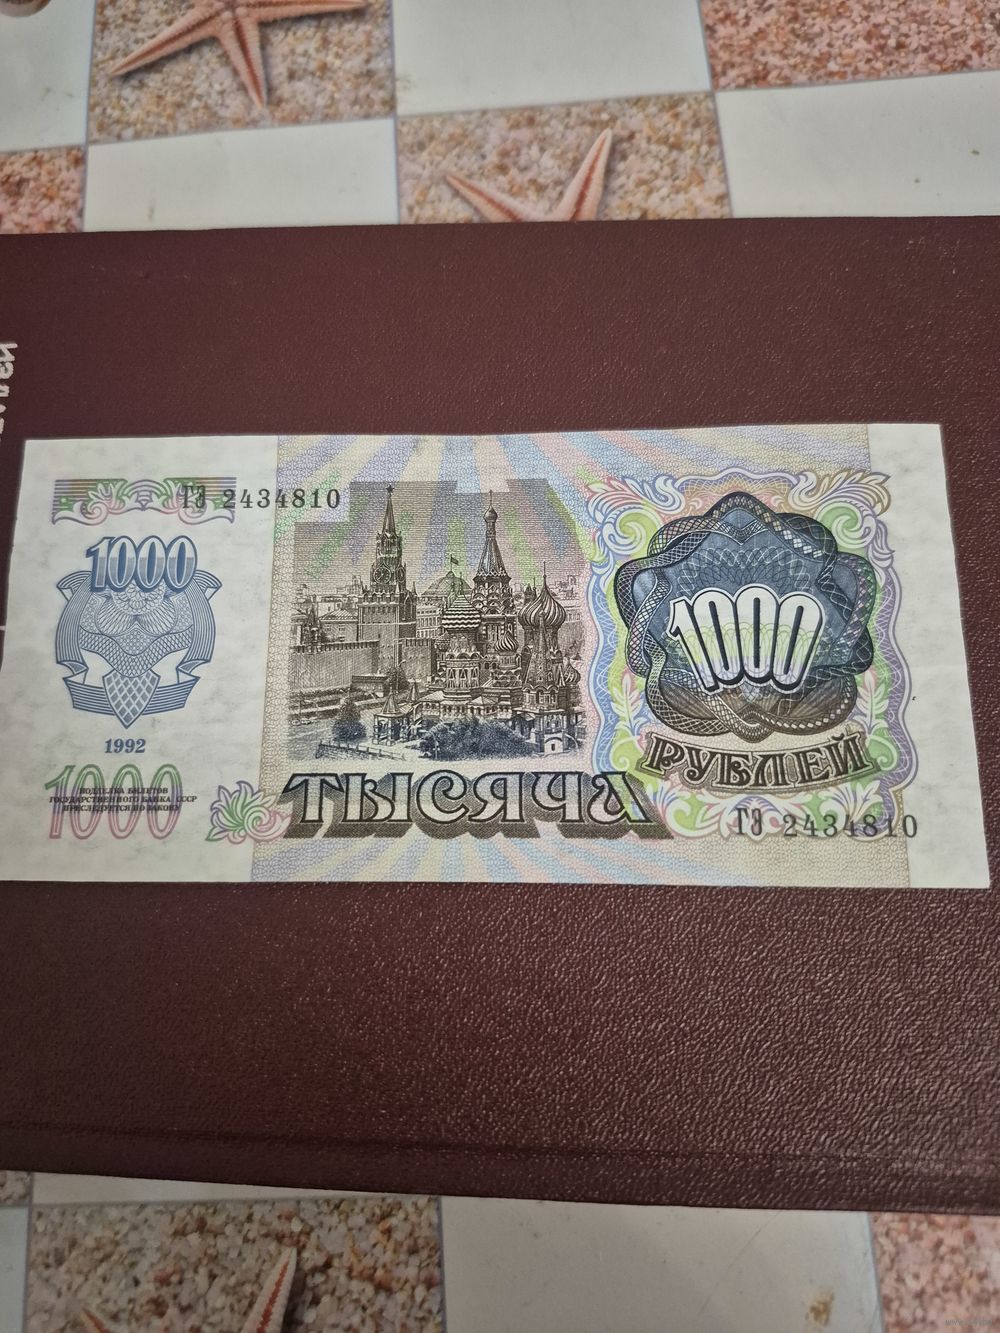 ГЭ 2434810
1000
1992
1000
ПОДДЕЛКА БИЛЕТОВ
ГОСУДАРСТВЕННОГО БАНКА СССР
ПРЕСЛЕДУЕТСЯ ПО ЗАКОНУ
1000
РУБЛЕЙ
ТЫСЯЧА
ГЭ 2434810